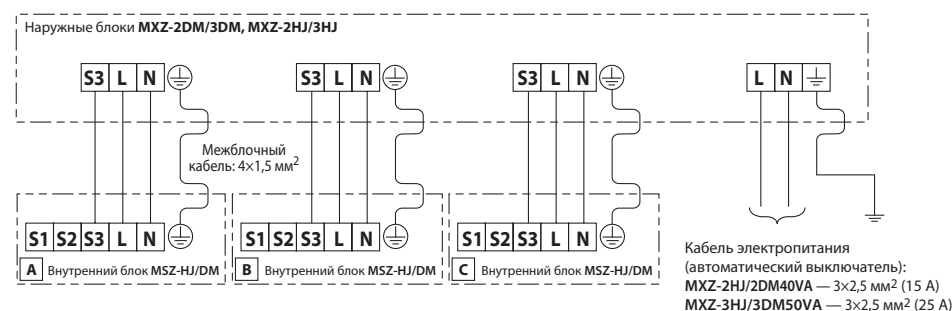 Наружные блоки MXZ-2DM/3DM, MXZ-2HJ/3HJ
S3 L N
S3 L N
S3 L N
L N
Межблочный
кабель: 4×1,5 мм²
S1 S2 S3 L N
S1 S2 S3 L N
S1 S2 S3 L N
A Внутренний блок MSZ-HJ/DM
B Внутренний блок MSZ-HJ/DM
C Внутренний блок MSZ-HJ/DM
Кабель электропитания
(автоматический выключатель):
MXZ-2HJ/2DM40VA — 3×2,5 мм² (15 А)
MXZ-3HJ/3DM50VA — 3×2,5 мм² (25 А)